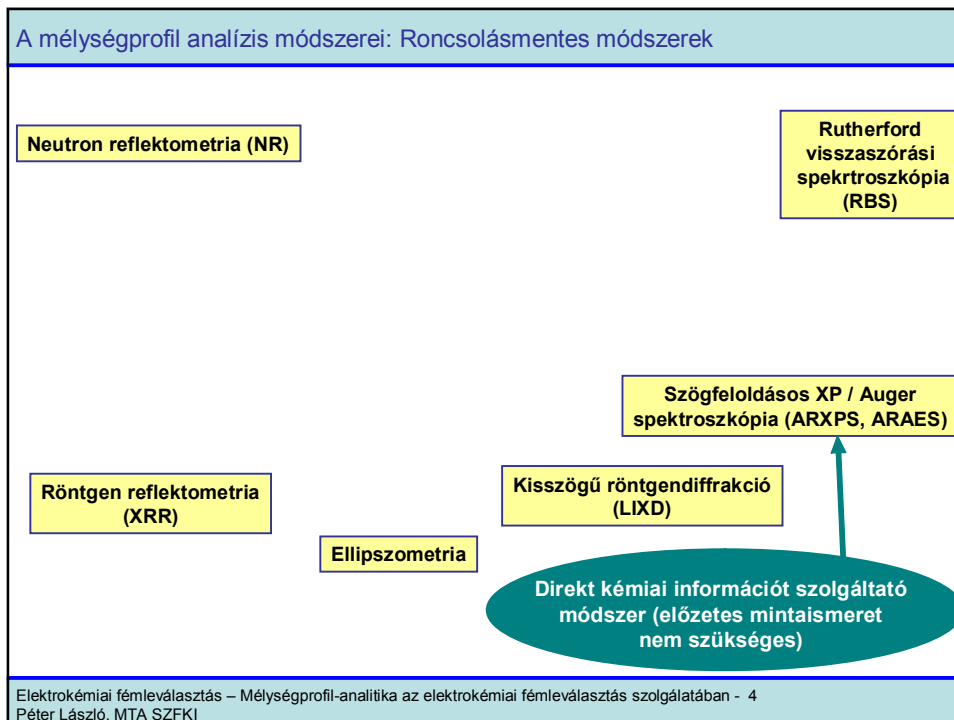 A mélységprofil analízis módszerei: Roncsolásmentes módszerek
Neutron reflektometria (NR)
Rutherford
visszaszórási
spekrtroszkópia
(RBS)
Szögfeloldásos XP / Auger
spektroszkópia (ARXPS, ARAES)
Röntgen reflektometria
(XRR)
Kisszögű röntgendiffrakció
(LIXD)
Ellipszometria
Direkt kémiai információt szolgáltató
módszer (előzetes mintaismeret
nem szükséges)
Elektrokémiai fémleválasztás – Mélységprofil-analitika az elektrokémiai fémleválasztás szolgálatában - 4
Péter László, MTA SZFKI